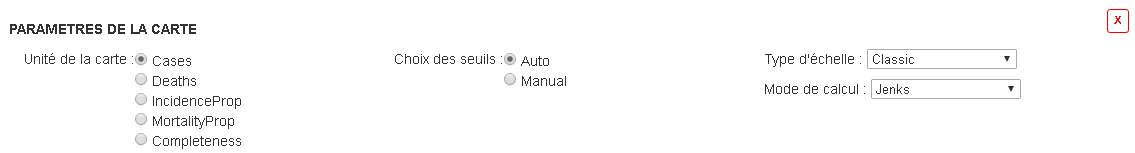 X
PARAMETRES DE LA CARTE
Unité de la carte : Cases
Deaths
IncidenceProp
MortalityProp
Completeness
Choix des seuils : Auto
Manual
Type d'échelle : Classic
Mode de calcul : Jenks